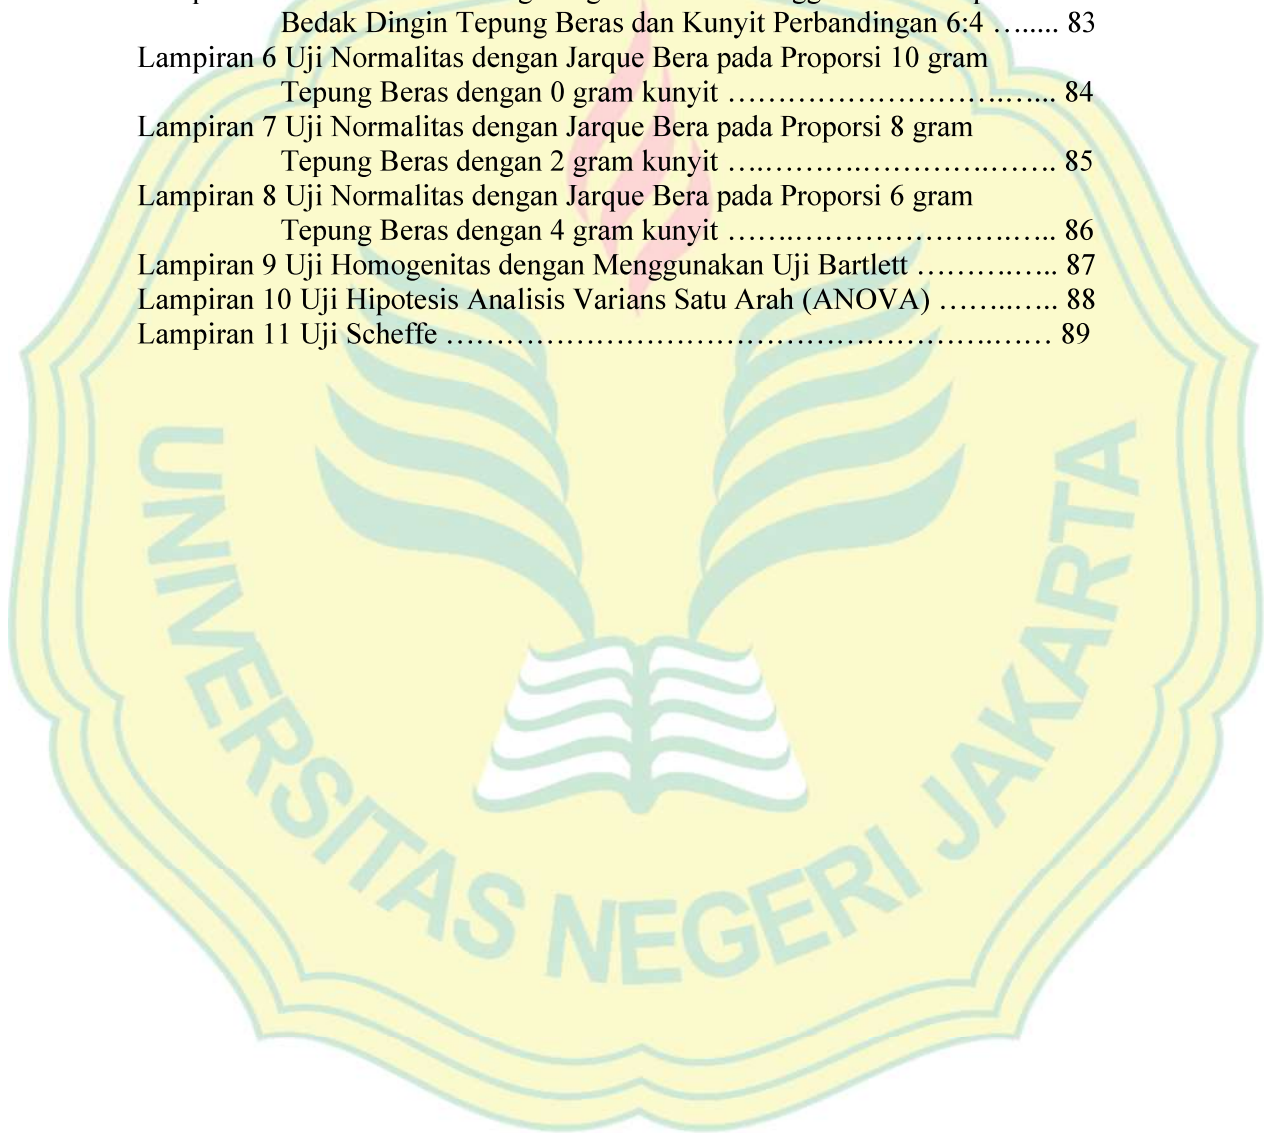 Bedak Dingin Tepung Beras dan Kunyit Perbandingan 6:4 …...... 83
Lampiran 6 Uji Normalitas dengan Jarque Bera pada Proporsi 10 gram
Tepung Beras dengan 0 gram kunyit ……………………….…... 84
Lampiran 7 Uji Normalitas dengan Jarque Bera pada Proporsi 8 gram
Tepung Beras dengan 2 gram kunyit ….……….………….……. 85
Lampiran 8 Uji Normalitas dengan Jarque Bera pada Proporsi 6 gram
Tepung Beras dengan 4 gram kunyit …….………………….….. 86
Lampiran 9 Uji Homogenitas dengan Menggunakan Uji Bartlett ……….….. 87
Lampiran 10 Uji Hipotesis Analisis Varians Satu Arah (ANOVA) ……..….. 88
Lampiran 11 Uji Scheffe ……………………………………………….…… 89
UNIVERSITAS NEGERI JAKARTA